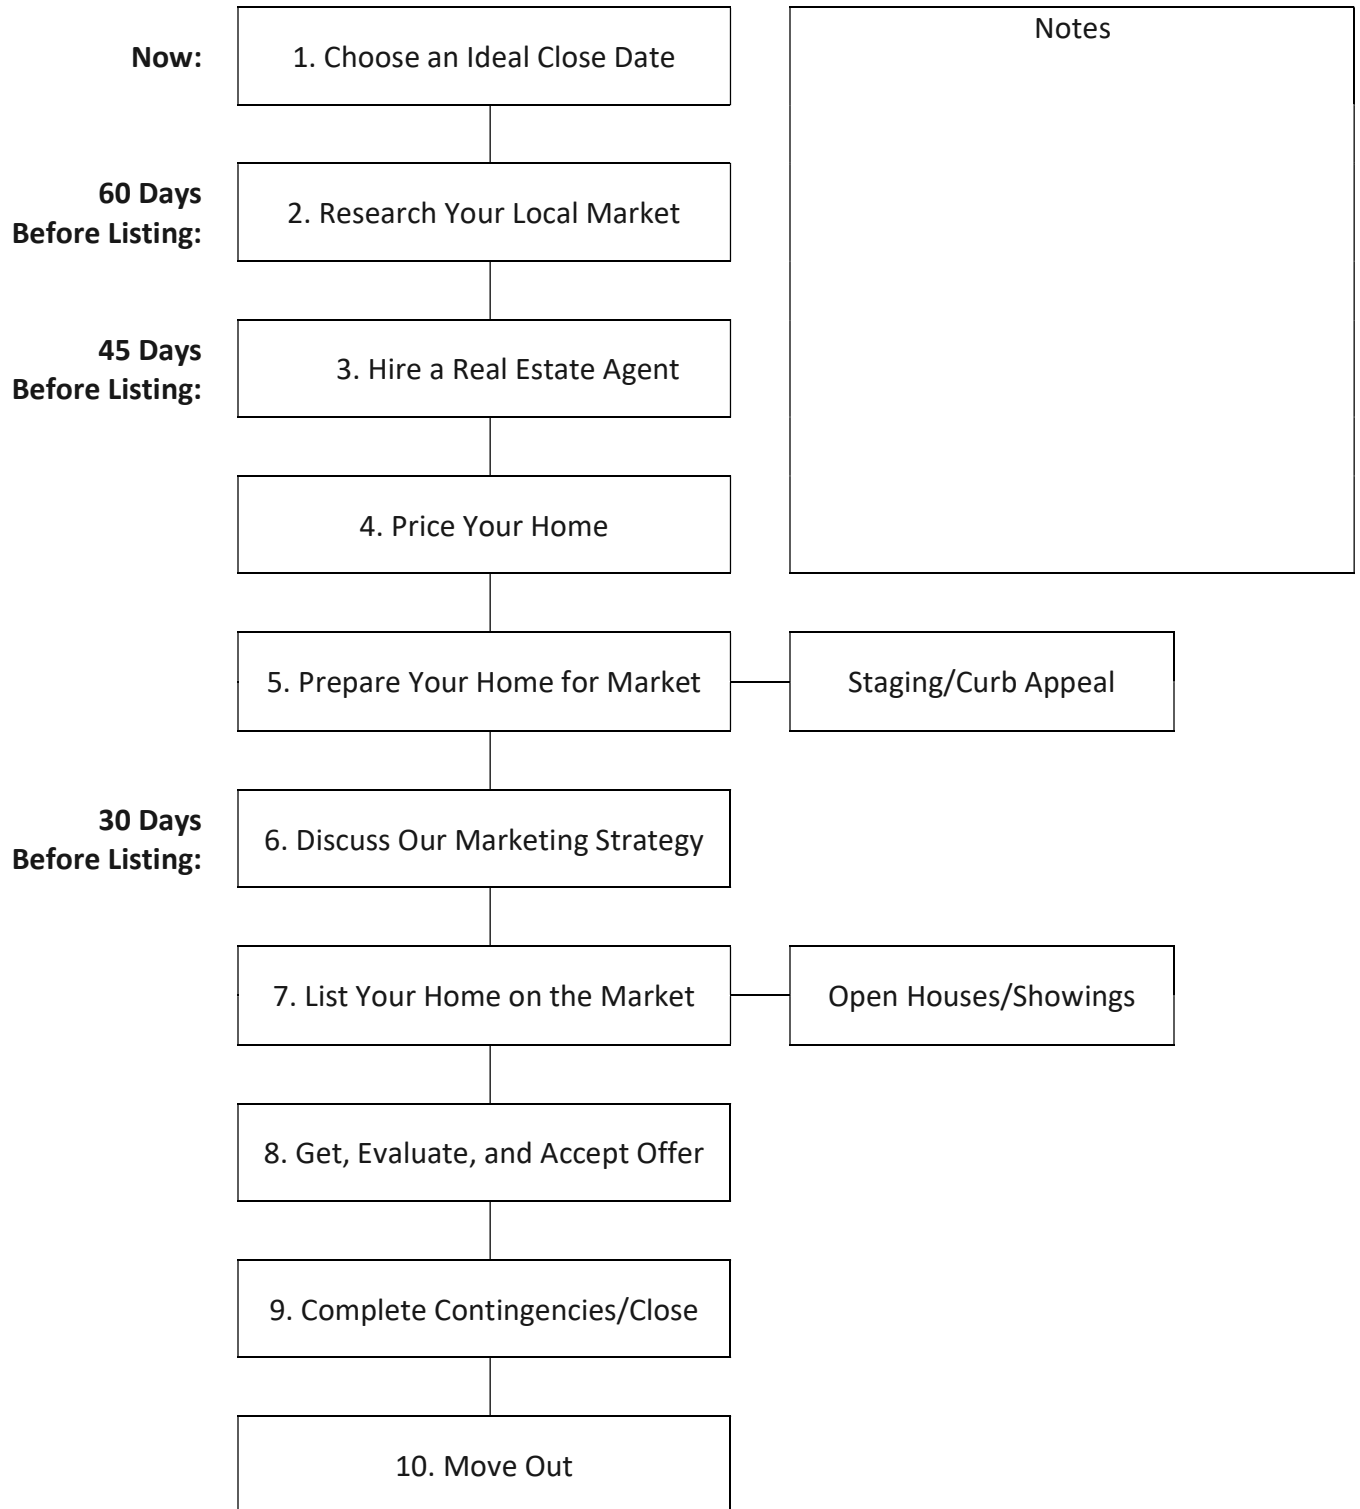 Now:
1. Choose an Ideal Close Date
Notes
60 Days
Before Listing:
2. Research Your Local Market
45 Days
Before Listing:
3. Hire a Real Estate Agent
4. Price Your Home
5. Prepare Your Home for Market
Staging/Curb Appeal
30 Days
Before Listing:
6. Discuss Our Marketing Strategy
7. List Your Home on the Market
Open Houses/Showings
8. Get, Evaluate, and Accept Offer
9. Complete Contingencies/Close
10. Move Out